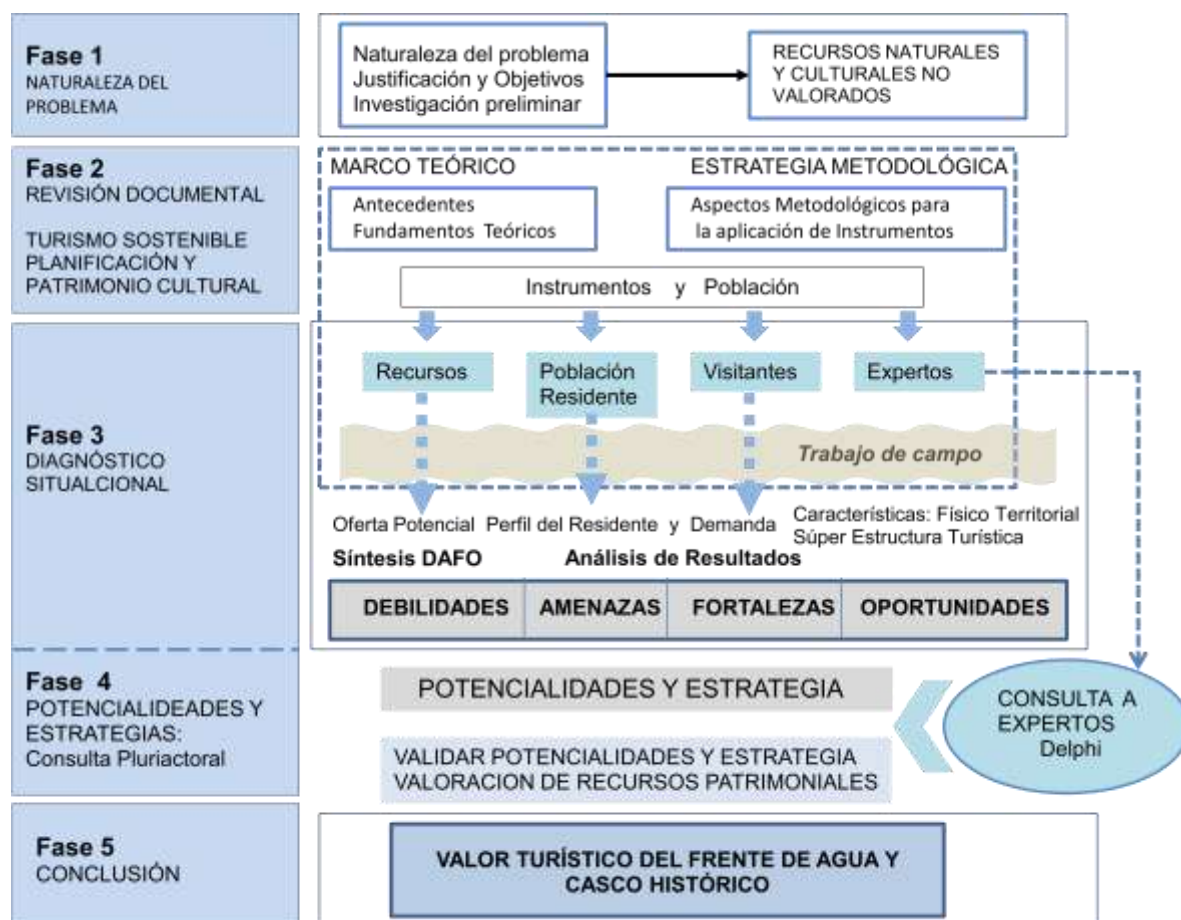 Fase 1
NATURALEZA DEL
PROBLEMA
Naturaleza del problema
Justificación y Objetivos
Investigación preliminar
RECURSOS NATURALES
Y CULTURALES NO
VALORADOS
Fase 2
REVISIÓN DOCUMENTAL
TURISMO SOSTENIBLE
PLANIFICACIÓN Y
PATRIMONIO CULTURAL
MARCO TEÓRICO
Antecedentes
Fundamentos Teóricos
ESTRATEGIA METODOLÓGICA
Aspectos Metodológicos para
la aplicación de Instrumentos
Instrumentos y Población
Fase 3
DIAGNÓSTICO
SITUALCIONAL
Recursos
Población
Residente
Visitantes
Expertos
Trabajo de campo
Oferta Potencial Perfil del Residente y Demanda
Características: Físico Territorial
Súper Estructura Turística
Síntesis DAFO
Análisis de Resultados
DEBILIDADES
AMENAZAS
FORTALEZAS
OPORTUNIDADES
Fase 4
POTENCIALIDEADES Y
ESTRATEGIAS:
Consulta Pluriactoral
POTENCIALIDADES Y ESTRATEGIA
VALIDAR POTENCIALIDADES Y ESTRATEGIA
VALORACION DE RECURSOS PATRIMONIALES
CONSULTA A
EXPERTOS
Delphi
Fase 5
CONCLUSIÓN
VALOR TURÍSTICO DEL FRENTE DE AGUA Y
CASCO HISTÓRICO